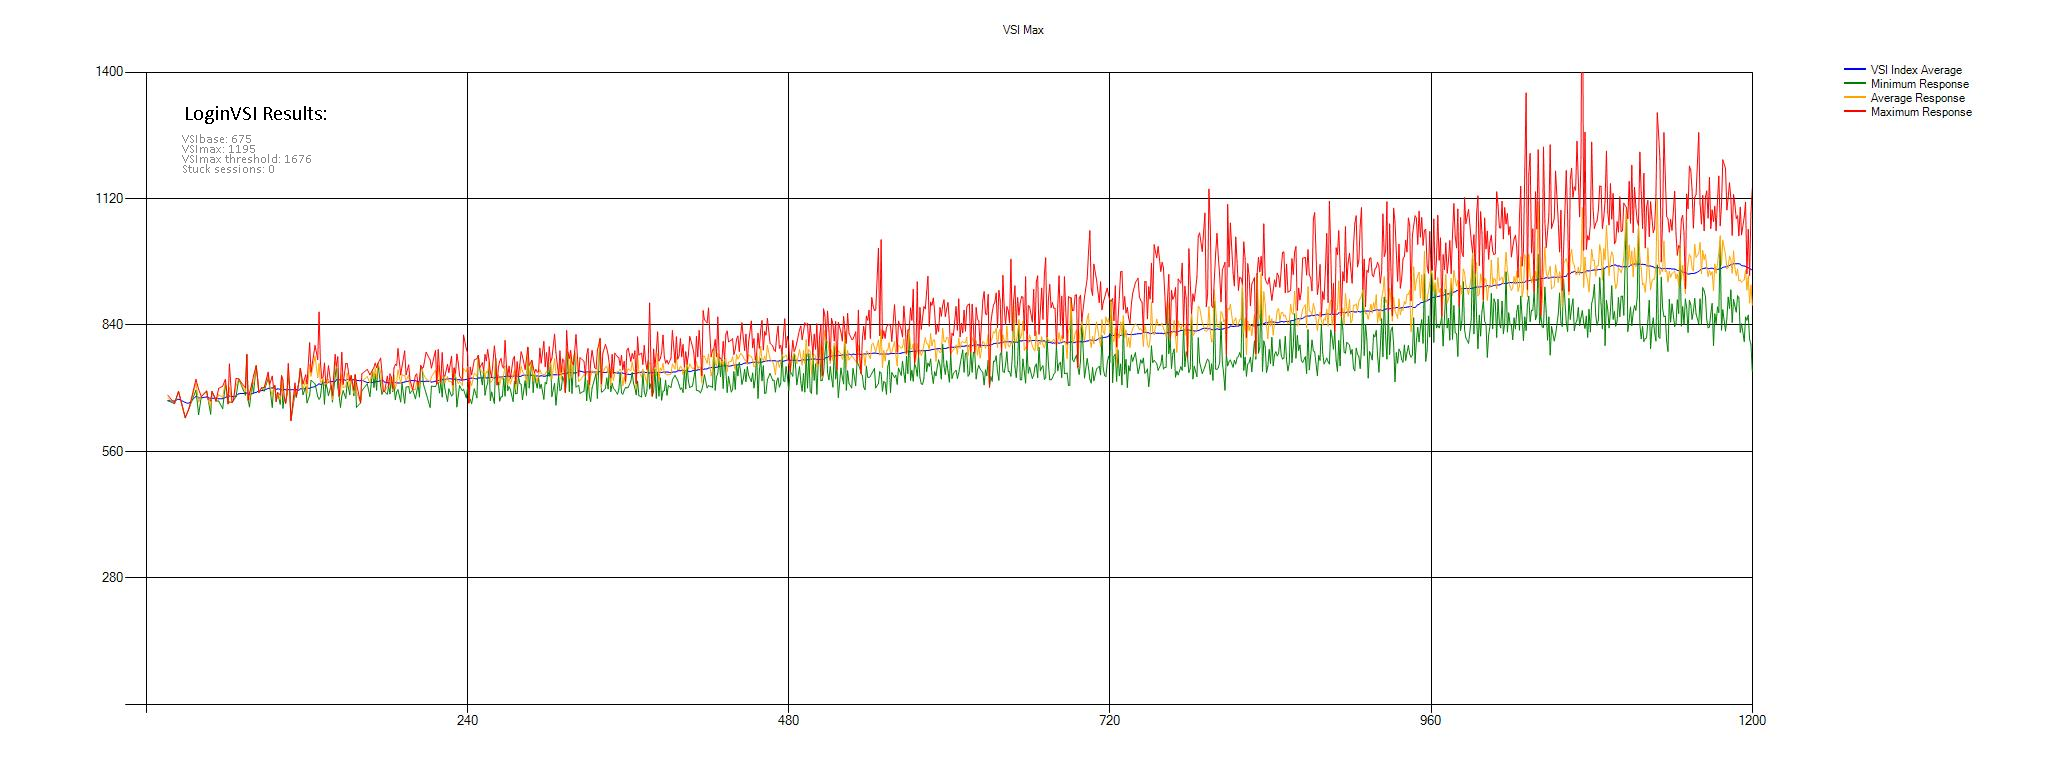 VSI Max
1400
1120
840
560
280
240
480
720
960
1200
LoginVSI Results:
VSIbase: 675
VSImax: 1195
VSImax threshold: 1676
Stuck sessions: 0
VSI Index Average
Minimum Response
Average Response
Maximum Response